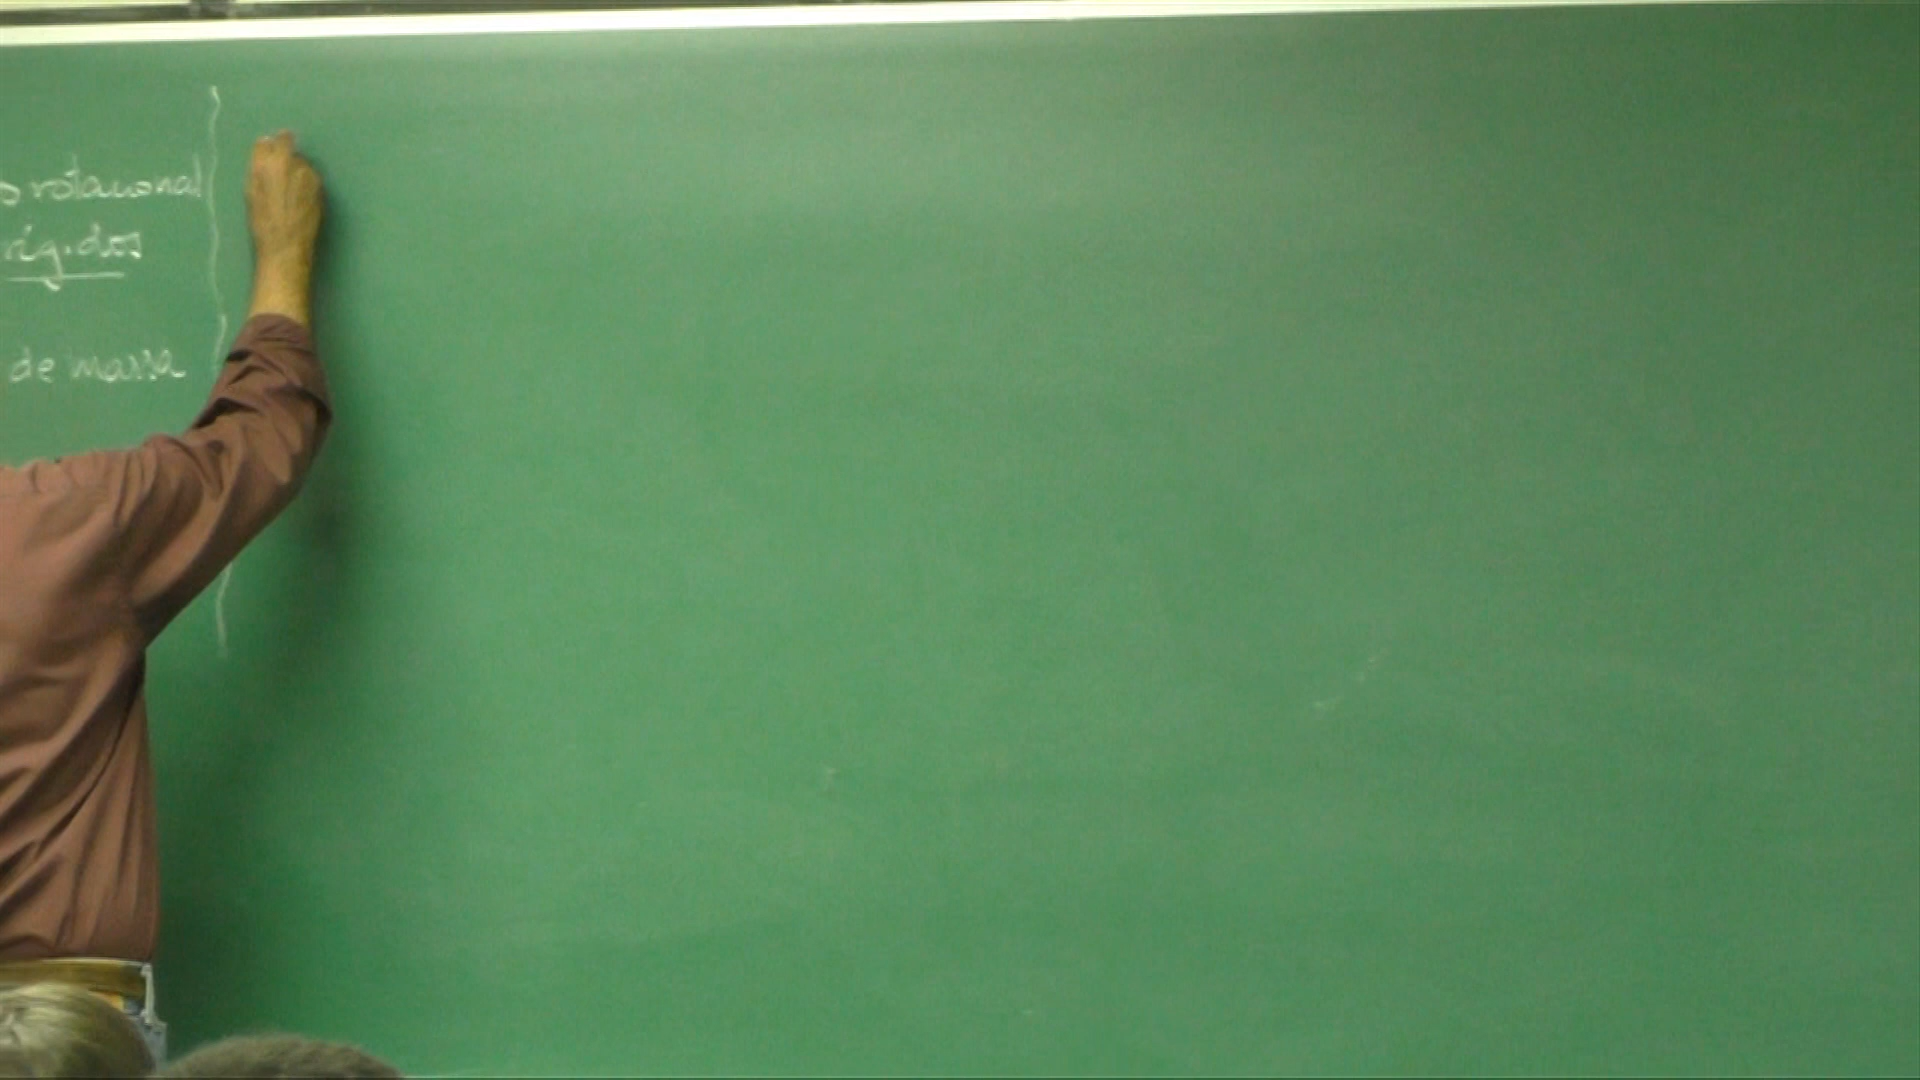 o rotacional
rígidos
de massa